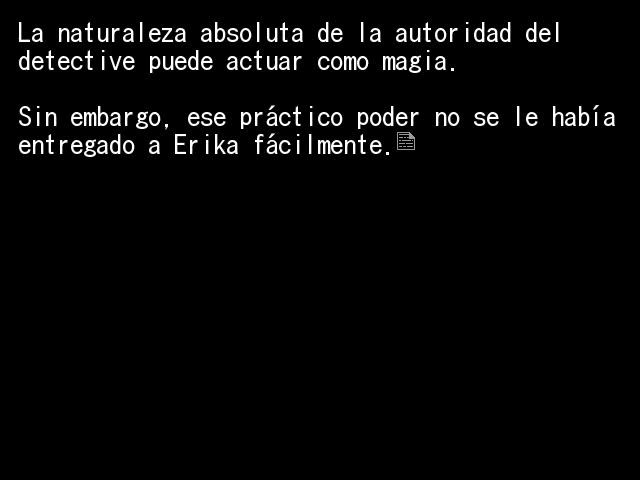 La naturaleza absoluta de la autoridad del
detective puede actuar como magia.
Sin embargo, ese práctico poder no se le había
entregado a Erika fácilmente.